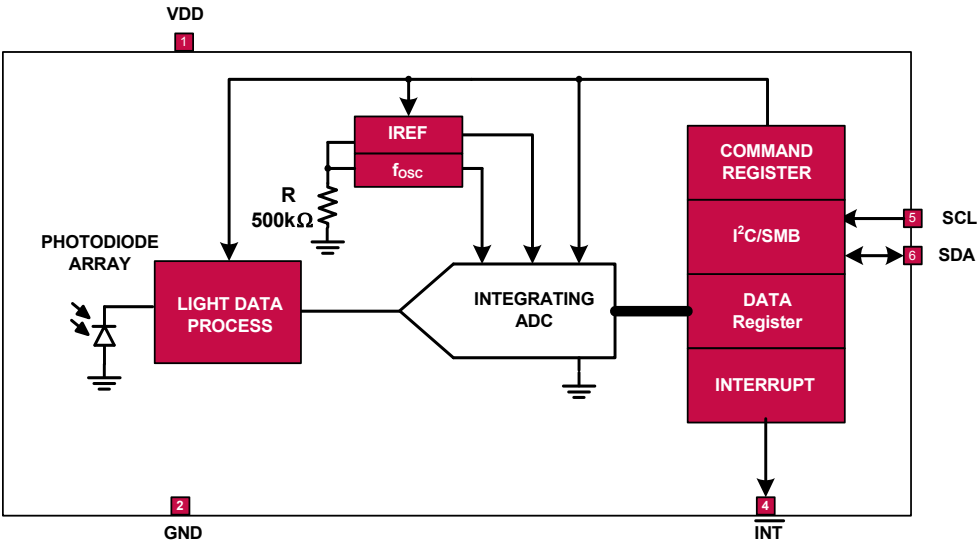 VDD
1
IREF
fOSC
R
500kΩ
COMMAND
REGISTER
I²C/SMB
5
SCL
6
SDA
PHOTODIODE
ARRAY
LIGHT DATA
PROCESS
INTEGRATING
ADC
DATA
Register
INTERRUPT
2
GND
4
INT